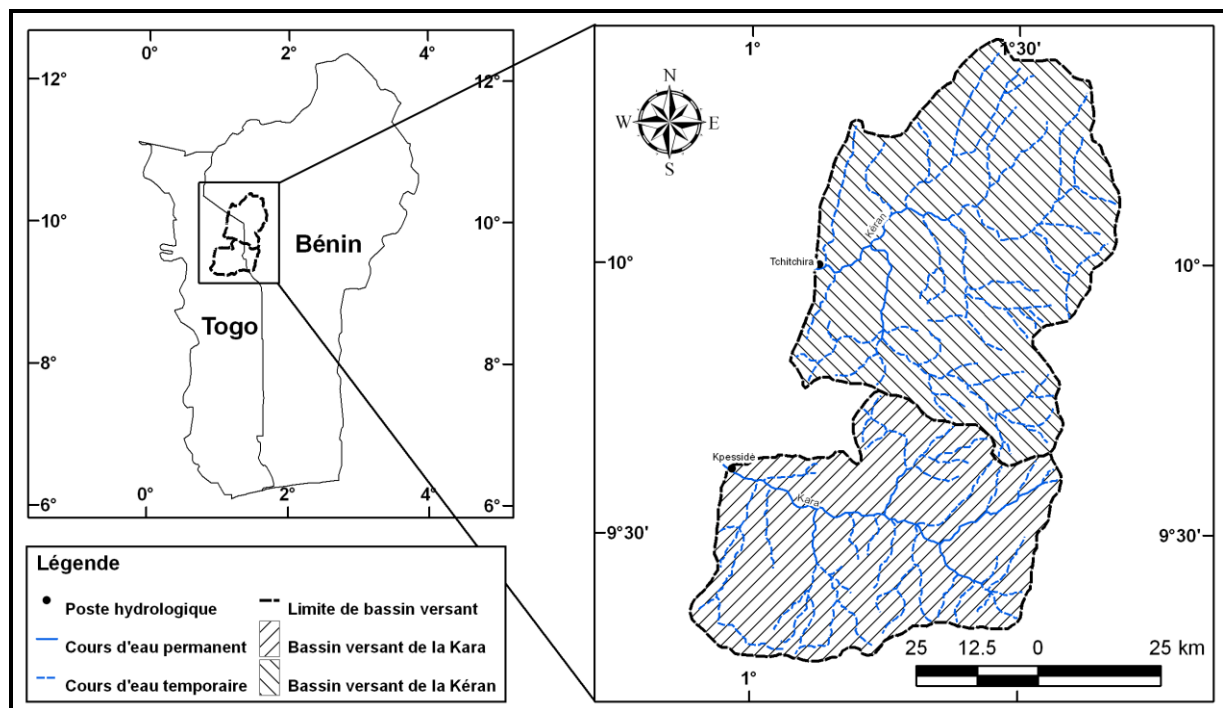 0° 2° 4°
12° 12°
10° 10°
8° 8°
6° 6°
0° 2° 4°
Bénin
Togo
Légende
Poste hydrologique
Cours d'eau permanent
Cours d'eau temporaire
Limite de bassin versant
Bassin versant de la Kara
Bassin versant de la Kéran
1° 1°30'
N
W E
S
Kéran
Tchitchira
10° 10°
Kpessidè
Kara
9°30' 9°30'
25 12.5 0 25 km
1°